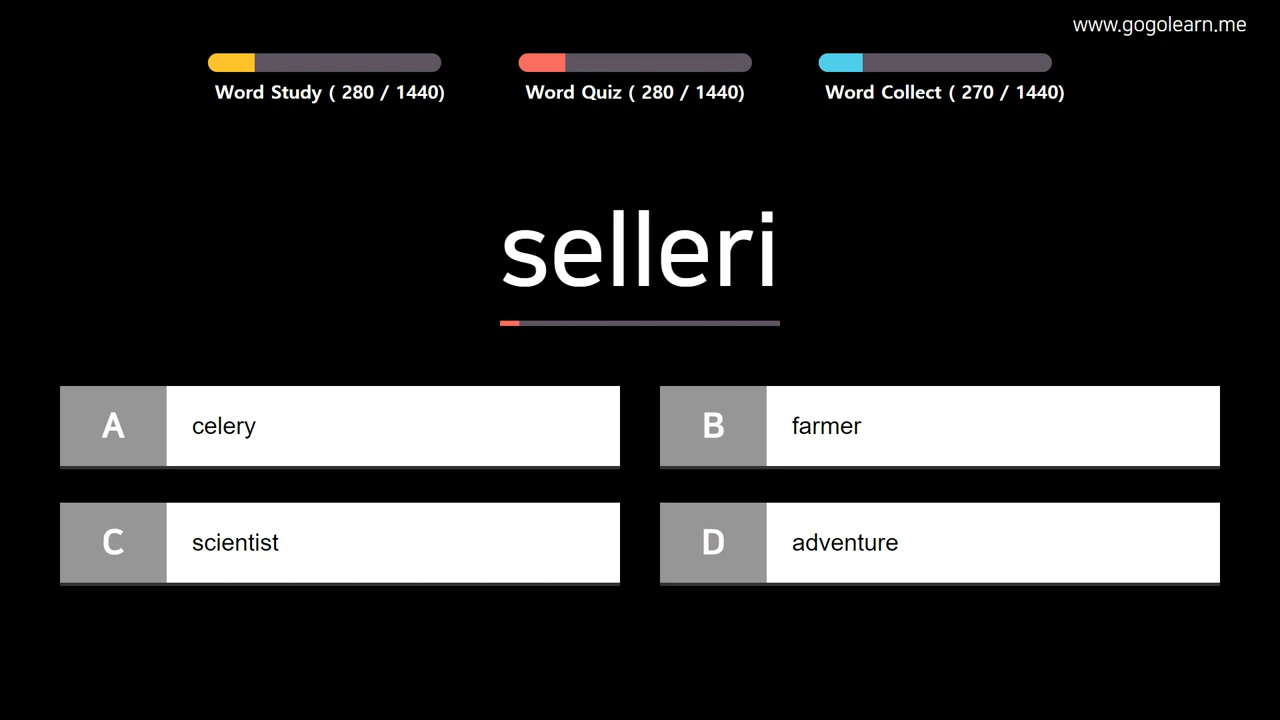 www.gogolearn.me
Word Study ( 280 / 1440)
Word Quiz ( 280 / 1440)
Word Collect ( 270 / 1440)
selleri
A celery
B farmer
C scientist
D adventure